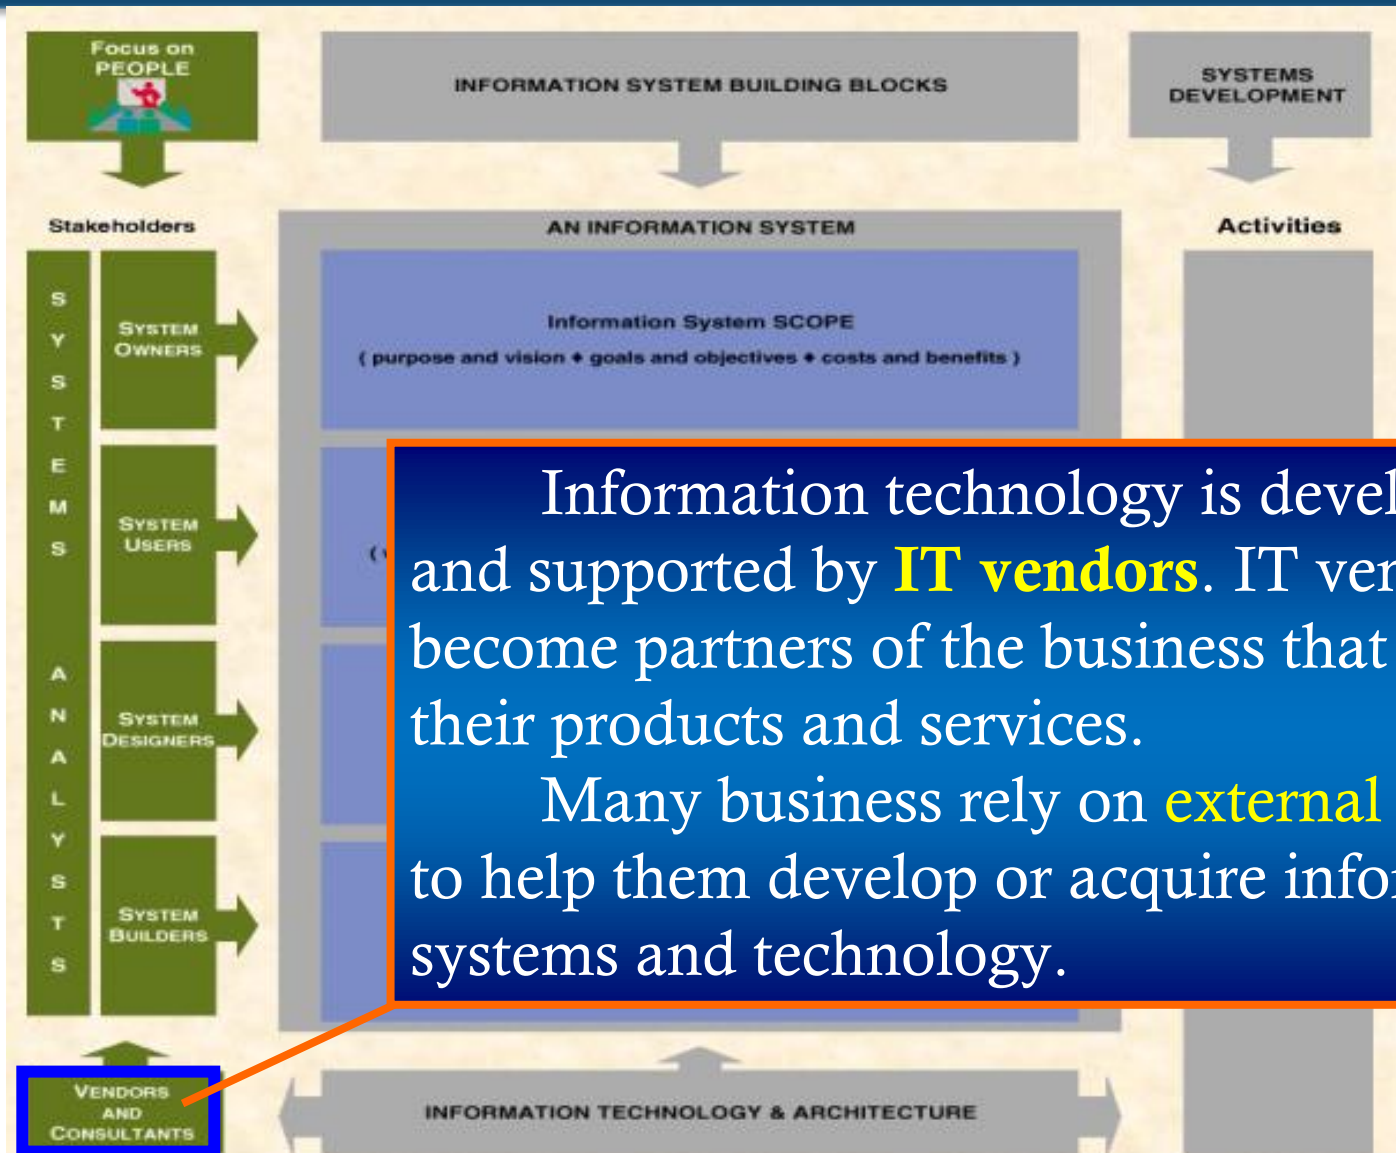 Focus on
PEOPLE
INFORMATION SYSTEM BUILDING BLOCKS
SYSTEMS
DEVELOPMENT
Stakeholders
AN INFORMATION SYSTEM
Activities
SYSTEMS ANALYSTS
SYSTEM
OWNERS
Information System SCOPE
( purpose and vision ♦ goals and objectives ♦ costs and benefits )
SYSTEM
USERS
(
SYSTEM
DESIGNERS
SYSTEM
BUILDERS
Information technology is devel
and supported by IT vendors. IT ven
become partners of the business that
their products and services.
Many business rely on external
to help them develop or acquire infor
systems and technology.
VENDORS
AND
CONSULTANTS
INFORMATION TECHNOLOGY & ARCHITECTURE